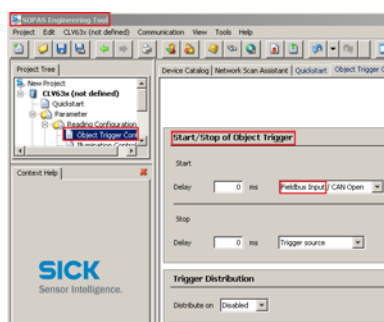 SOPAS Engineering Tool
Project Edit CLV63x (not defined) Communication View Tools Help
Project Tree
Device Catalog Network Scan Assistant Quickstart Object Trigger C
New Project
CLV63x (not defined)
Quickstart
Parameter
Reading Configuration
Object Trigger Con
Illumination Control
Start/Stop of Object Trigger
Start
Delay 0 ms Fieldbus Input / CAN Open
Context Help
Stop
Delay 0 ms Trigger source
SICK
Sensor Intelligence.
Trigger Distribution
Distribute on Disabled